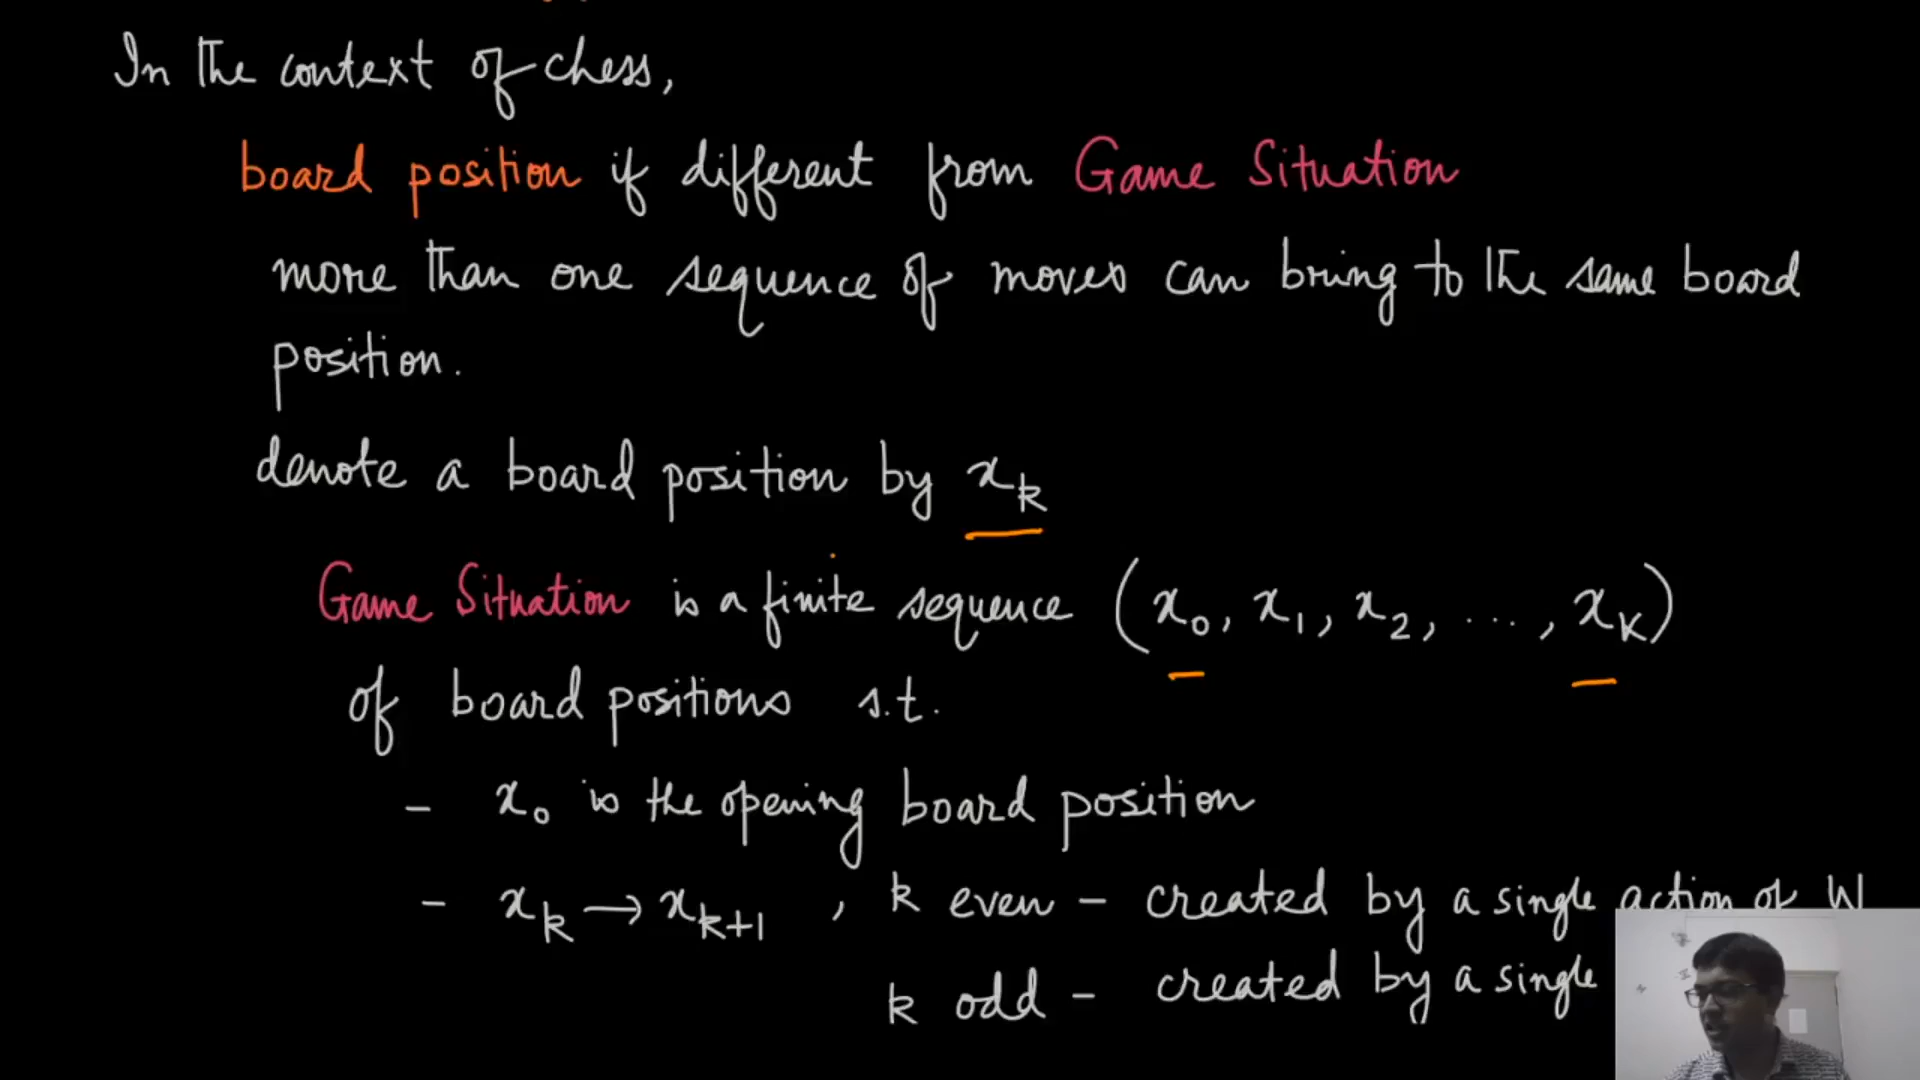 In the context of chess,
board position if different from Game Situation
more than one sequence of moves can bring to the same board
position.
denote a board position by x_k
Game Situation is a finite sequence (x_0, x_1, x_2, ..., x_k)
of board positions s.t.
- x_0 is the opening board position
- x_k → x_{k+1} , k even - created by a single action of W
k odd - created by a single